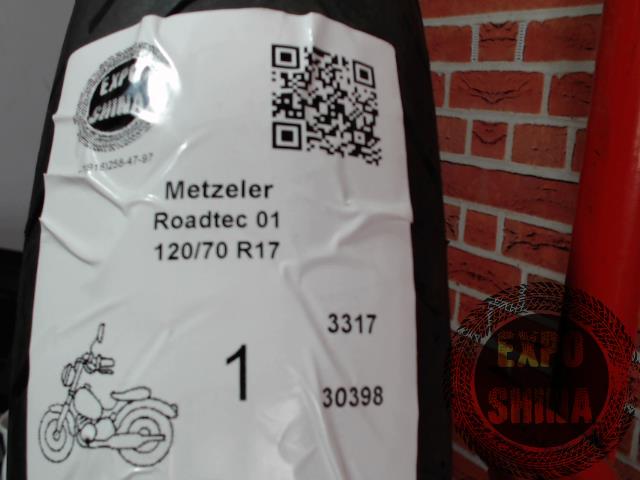 EXPO
SHINA
Metzeler
Roadtec 01
120/70 R17
3317
1
30398
EXPO
SHINA